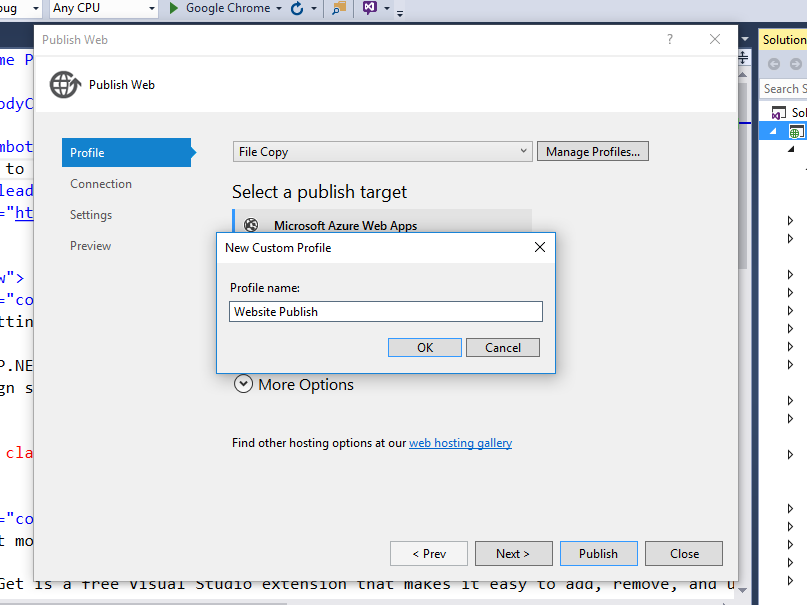 ug Any CPU Google Chrome
Publish Web ?
Solution
Publish Web
Search S
Sol
me P
odyC
mbot
to
lead
="ht
w">
="co
ttin
P.NE
gn s
cla
="co
t mo
Profile
Connection
Settings
Preview
File Copy Manage Profiles...
Select a publish target
Microsoft Azure Web Apps
New Custom Profile
Profile name:
Website Publish
OK Cancel
More Options
Find other hosting options at our web hosting gallery
< Prev Next > Publish Close
Get is a free Visual Studio extension that makes it easy to add, remove, and u